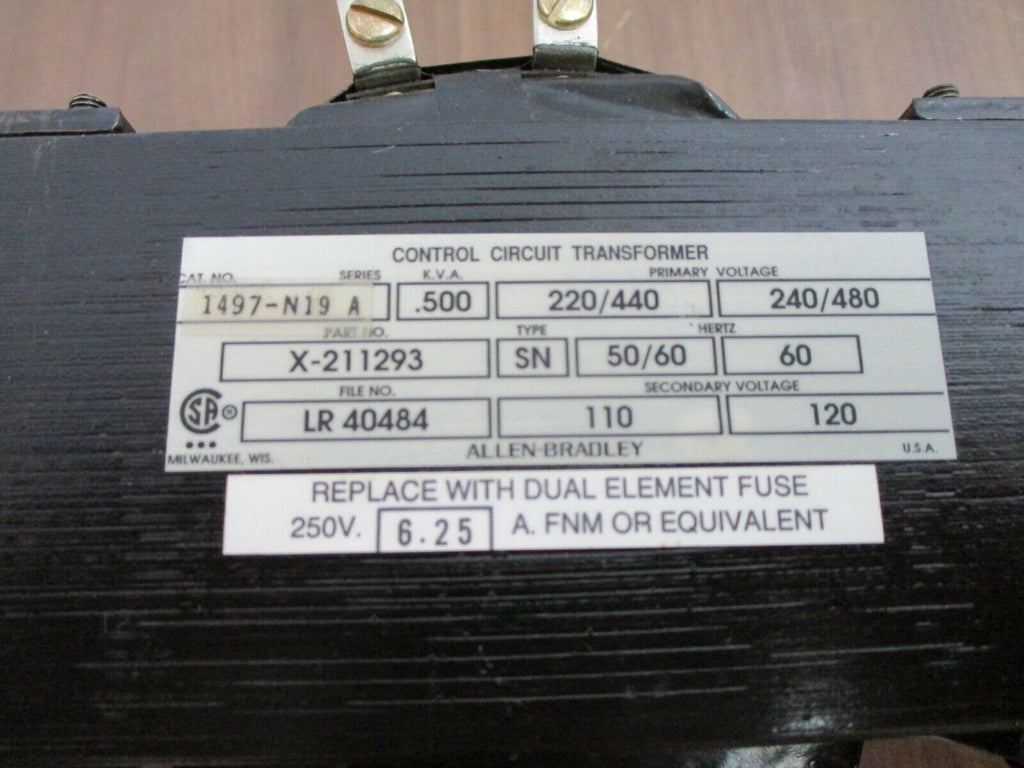 CONTROL CIRCUIT TRANSFORMER
CAT. NO. SERIES K.V.A. PRIMARY VOLTAGE
1497-N19 A .500 220/440 240/480
PART NO. TYPE HERTZ
X-211293 SN 50/60 60
FILE NO. SECONDARY VOLTAGE
SA ® LR 40484 110 120
MILWAUKEE, WIS. ALLEN-BRADLEY U.S.A.
REPLACE WITH DUAL ELEMENT FUSE
250V. 6.25 A. FNM OR EQUIVALENT